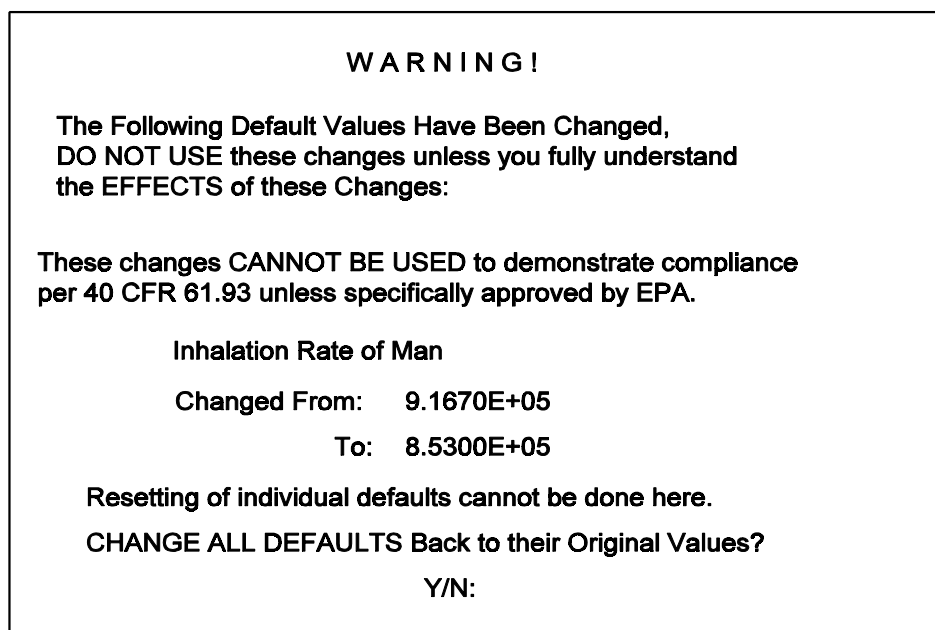 W A R N I N G !
The Following Default Values Have Been Changed,
DO NOT USE these changes unless you fully understand
the EFFECTS of these Changes:
These changes CANNOT BE USED to demonstrate compliance
per 40 CFR 61.93 unless specifically approved by EPA.
Inhalation Rate of Man
Changed From: 9.1670E+05
To: 8.5300E+05
Resetting of individual defaults cannot be done here.
CHANGE ALL DEFAULTS Back to their Original Values?
Y/N: